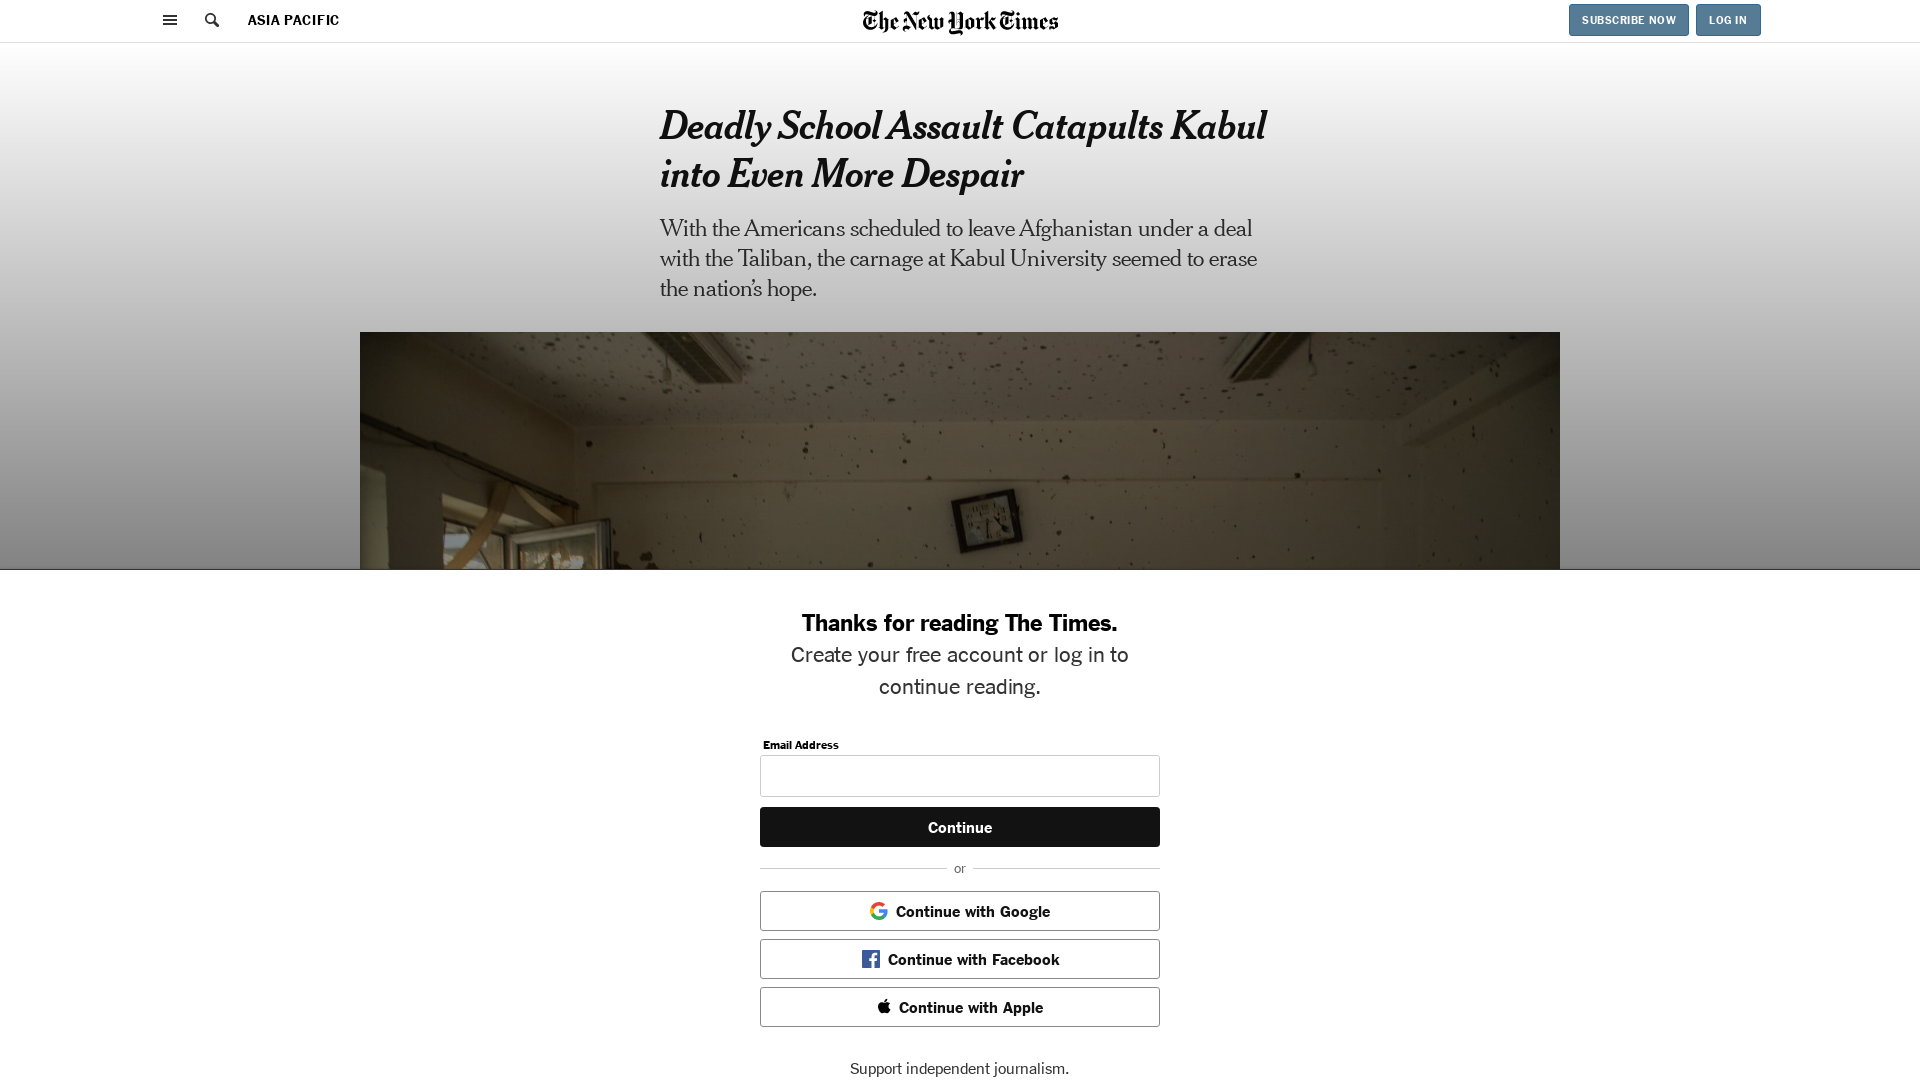 ASIA PACIFIC
The New York Times
SUBSCRIBE NOW
LOG IN
Deadly School Assault Catapults Kabul
into Even More Despair
With the Americans scheduled to leave Afghanistan under a deal
with the Taliban, the carnage at Kabul University seemed to erase
the nation’s hope.
Thanks for reading The Times.
Create your free account or log in to
continue reading.
Email Address
Continue
or
Continue with Google
Continue with Facebook
Continue with Apple
Support independent journalism.